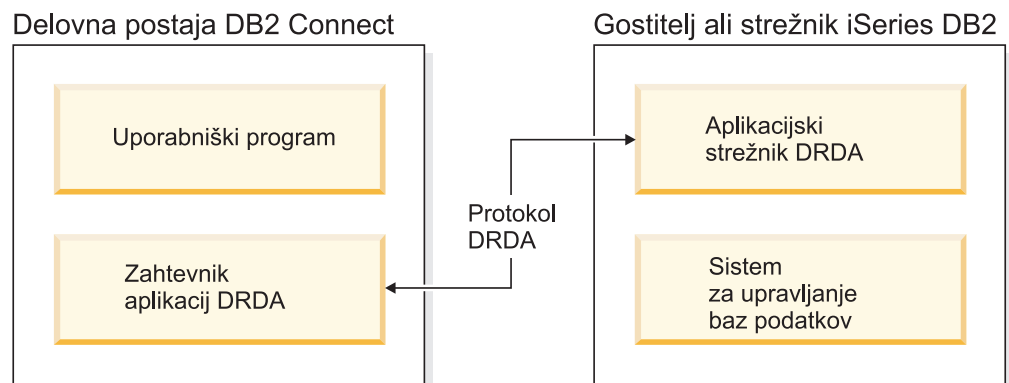 Delovna postaja DB2 Connect
Uporabniški program
Zahtevnik
aplikacij DRDA
Protokol
DRDA
Gostitelj ali strežnik iSeries DB2
Aplikacijski
strežnik DRDA
Sistem
za upravljanje
baz podatkov